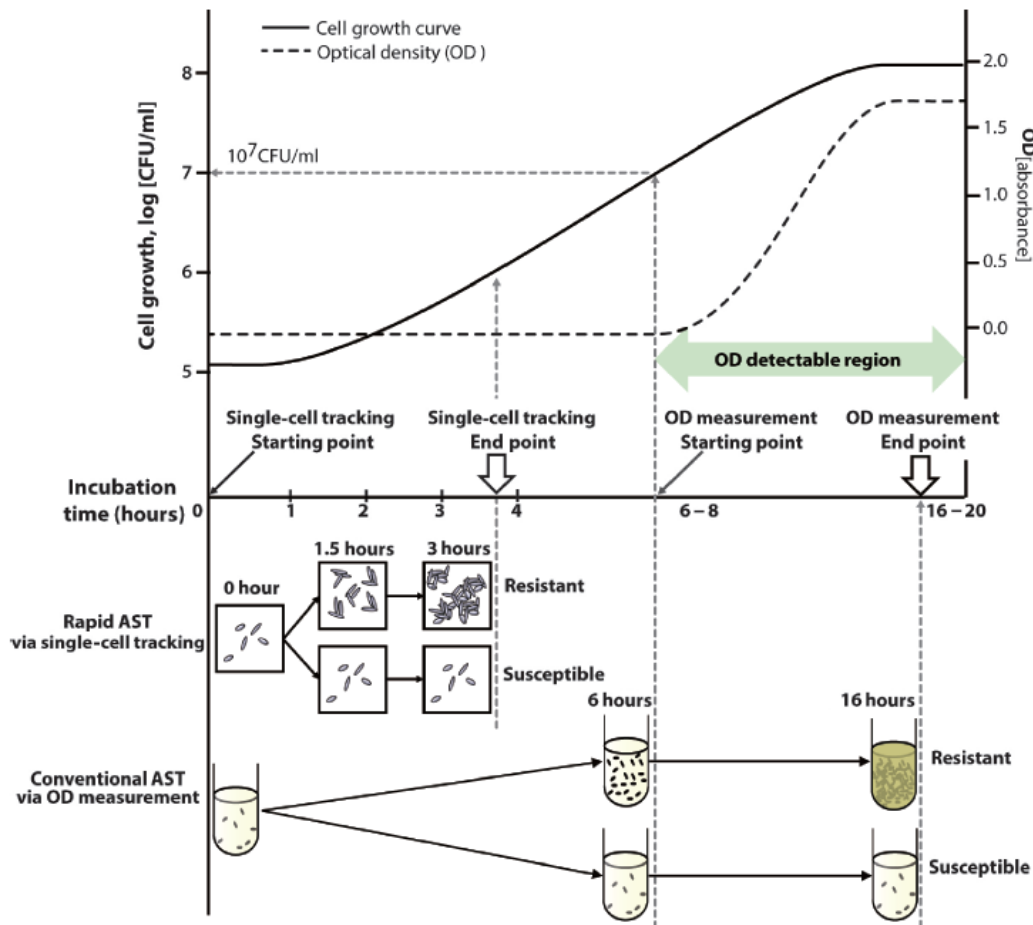 Cell growth curve
Optical density (OD )
Cell growth, log [CFU/ml]
8
7
6
5
10⁷CFU/ml
2.0
1.5
1.0
0.5
0.0
OD
[absorbance]
OD detectable region
Single-cell tracking
Starting point
Single-cell tracking
End point
OD measurement
Starting point
OD measurement
End point
Incubation
time (hours)
0
1
2
3
4
6–8
16–20
0 hour
1.5 hours
3 hours
Resistant
Rapid AST
via single-cell tracking
Susceptible
6 hours
16 hours
Resistant
Conventional AST
via OD measurement
Susceptible